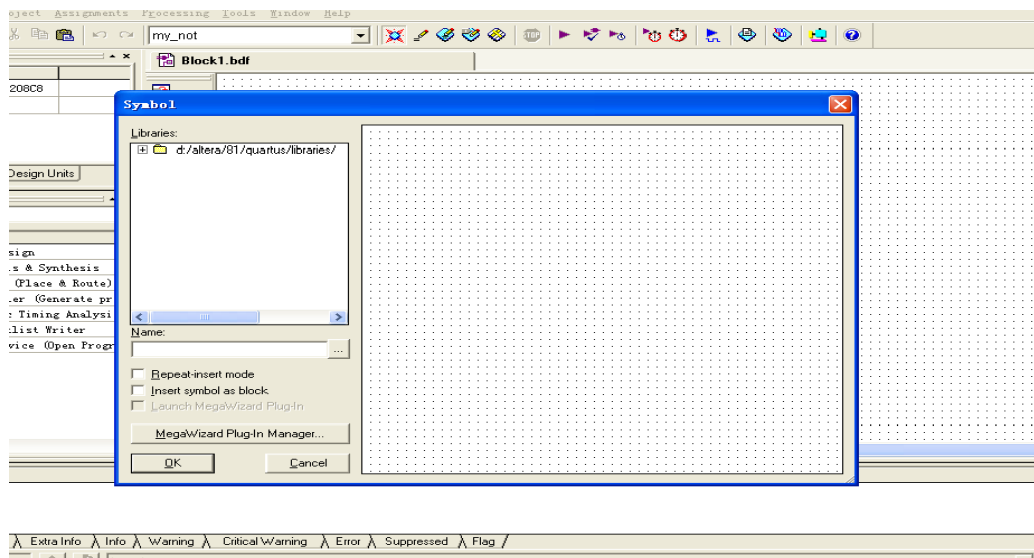 oject Assignments Processing Tools Window Help
my_not
Block1.bdf
208C8
Symbol
Libraries:
d:/altera/81/quartus/libraries/
Design Units
sign
s & Synthesis
(Place & Route)
er (Generate pr
Timing Analysi
list Writer
vice (Open Progr
Name:
...
Repeat-insert mode
Insert symbol as block
Launch MegaWizard Plug-In
MegaWizard Plug-In Manager...
OK Cancel
Extra Info Info Warning Critical Warning Error Suppressed Flag